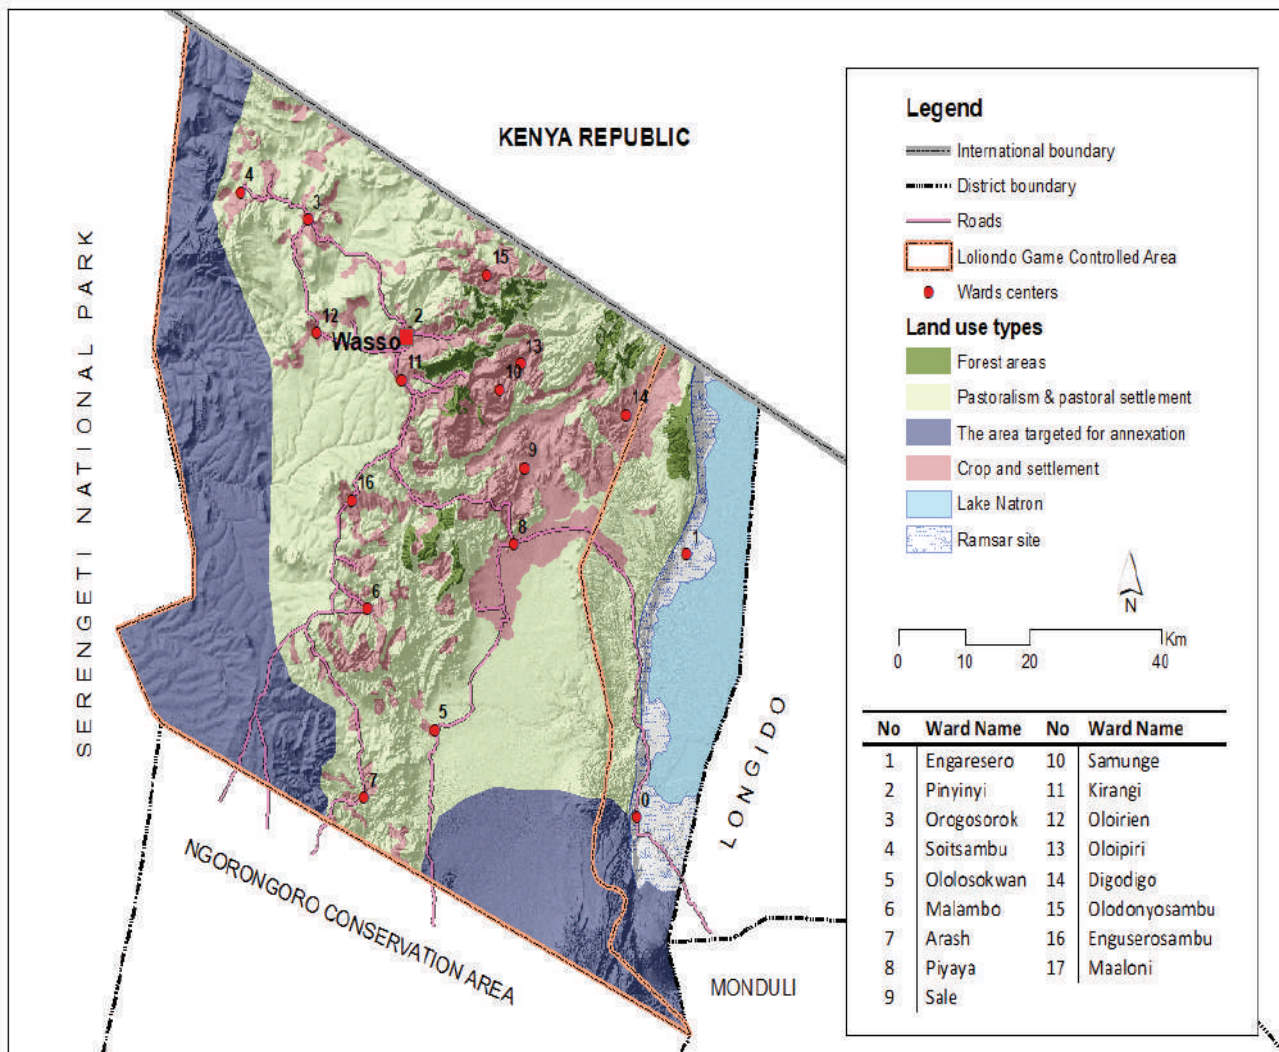 KENYA REPUBLIC
SERENGETI NATIONAL PARK
4
3
15
12
2
Wasso
11
13
10
14
9
16
8
1
6
5
7
0
LONGIDO
NGORONGORO CONSERVATION AREA
MONDULI
Legend
International boundary
District boundary
Roads
Loliondo Game Controlled Area
Wards centers
Land use types
Forest areas
Pastoralism & pastoral settlement
The area targeted for annexation
Crop and settlement
Lake Natron
Ramsar site
N
Km
0 10 20 40
No Ward Name No Ward Name
1 Engaresero 10 Samunge
2 Pinyinyi 11 Kirangi
3 Orogosorok 12 Oloirien
4 Soitsambu 13 Oloipiri
5 Ololosokwan 14 Digodigo
6 Malambo 15 Olodonyosambu
7 Arash 16 Enguserosambu
8 Piyaya 17 Maaloni
9 Sale